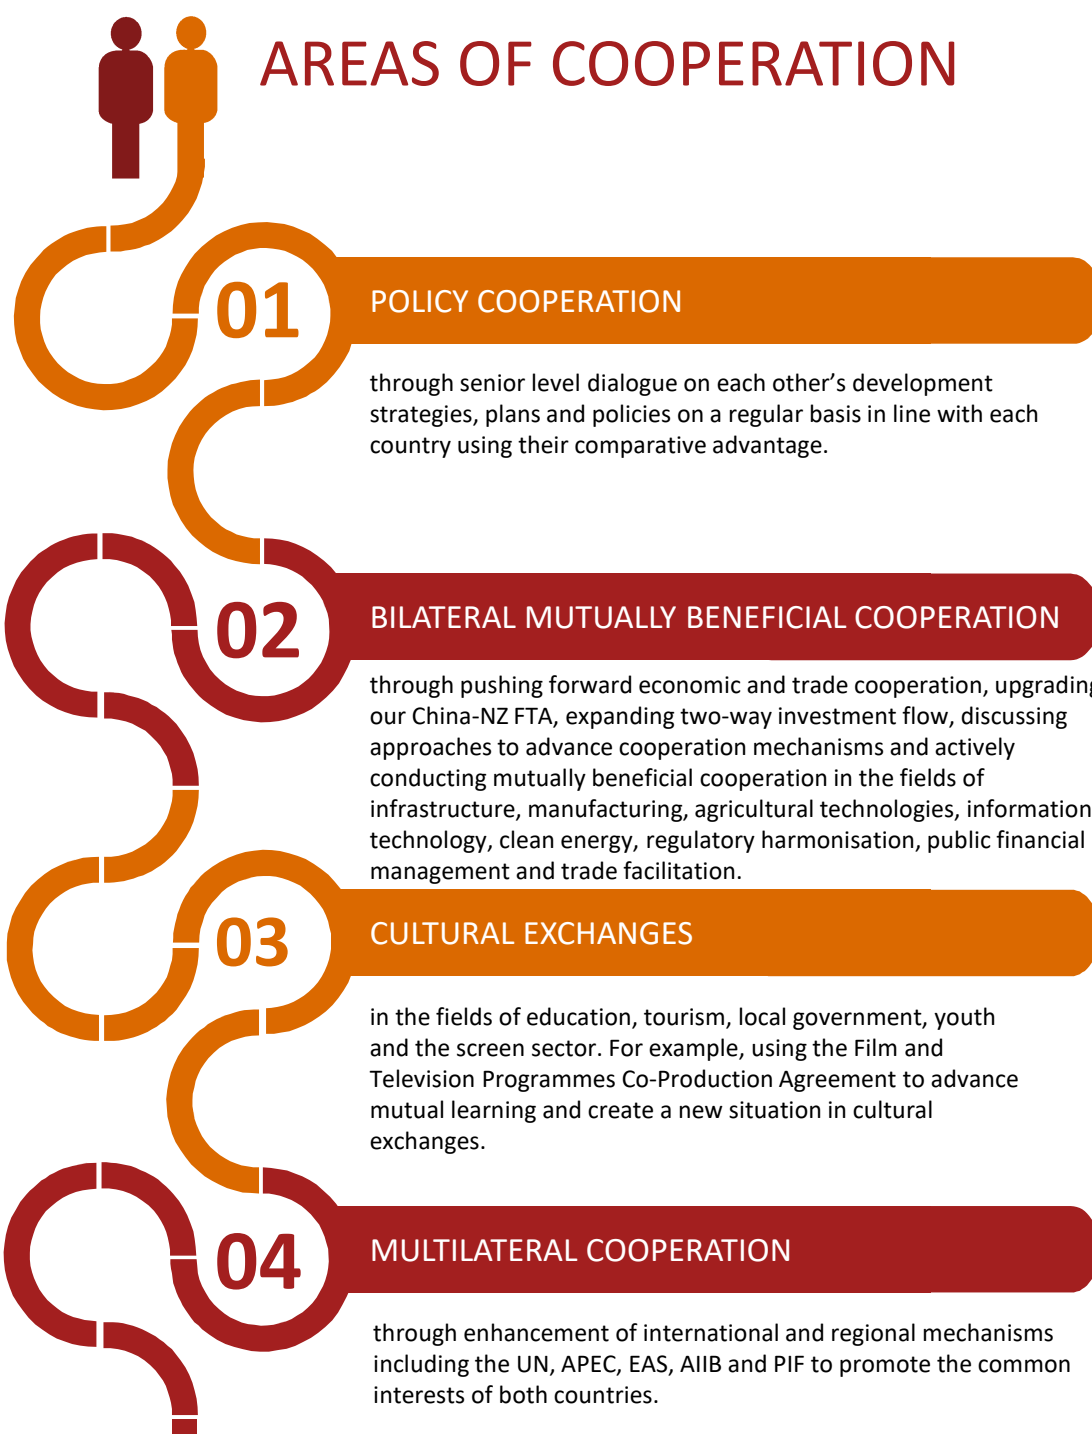 AREAS OF COOPERATION
01
POLICY COOPERATION
through senior level dialogue on each other’s development
strategies, plans and policies on a regular basis in line with each
country using their comparative advantage.
02
BILATERAL MUTUALLY BENEFICIAL COOPERATION
through pushing forward economic and trade cooperation, upgrading
our China-NZ FTA, expanding two-way investment flow, discussing
approaches to advance cooperation mechanisms and actively
conducting mutually beneficial cooperation in the fields of
infrastructure, manufacturing, agricultural technologies, information
technology, clean energy, regulatory harmonisation, public financial
management and trade facilitation.
03
CULTURAL EXCHANGES
in the fields of education, tourism, local government, youth
and the screen sector. For example, using the Film and
Television Programmes Co-Production Agreement to advance
mutual learning and create a new situation in cultural
exchanges.
04
MULTILATERAL COOPERATION
through enhancement of international and regional mechanisms
including the UN, APEC, EAS, AIIB and PIF to promote the common
interests of both countries.